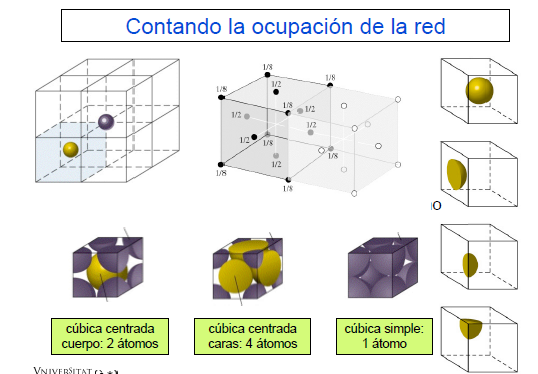 Contando la ocupación de la red
1/8
1/8
1/8
1/2
1/8
1/2
1/2
1/2
1/8
1/2
1/8
1/8
1/2
1/8
O
cúbica centrada
cuerpo: 2 átomos
cúbica centrada
caras: 4 átomos
cúbica simple:
1 átomo
VNIVERSITAT